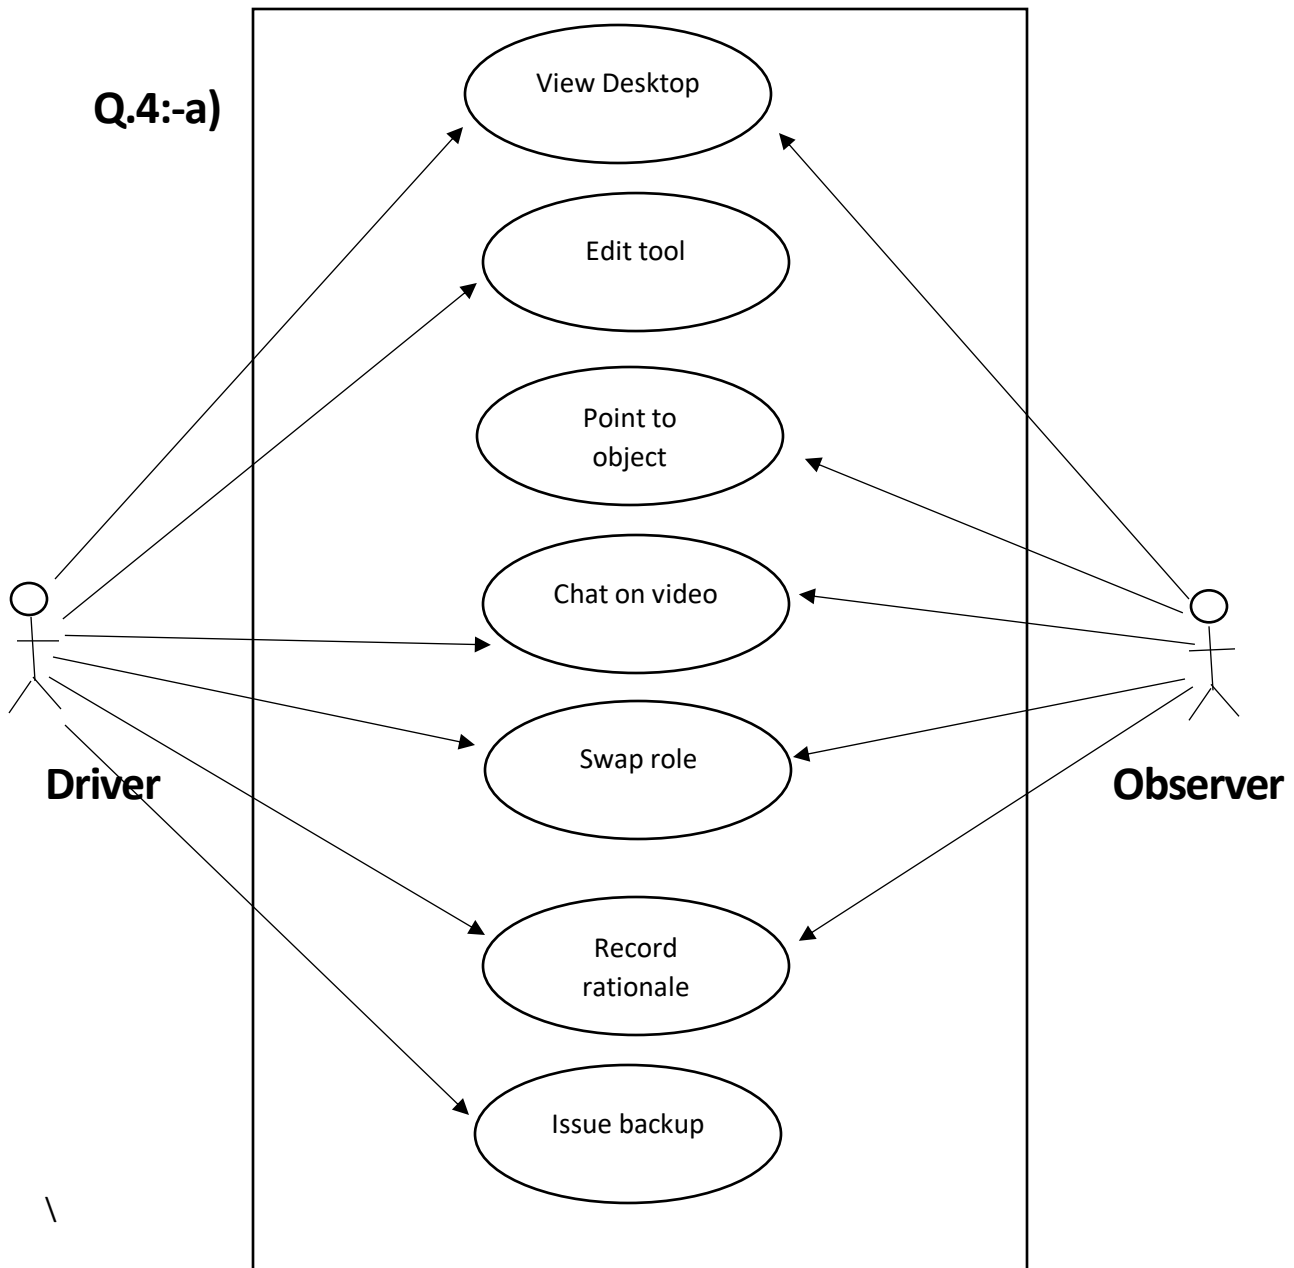 View Desktop
Q.4:-a)
Edit tool
Point to
object
Chat on video
Swap role
Driver
Observer
Record
rationale
Issue backup
\